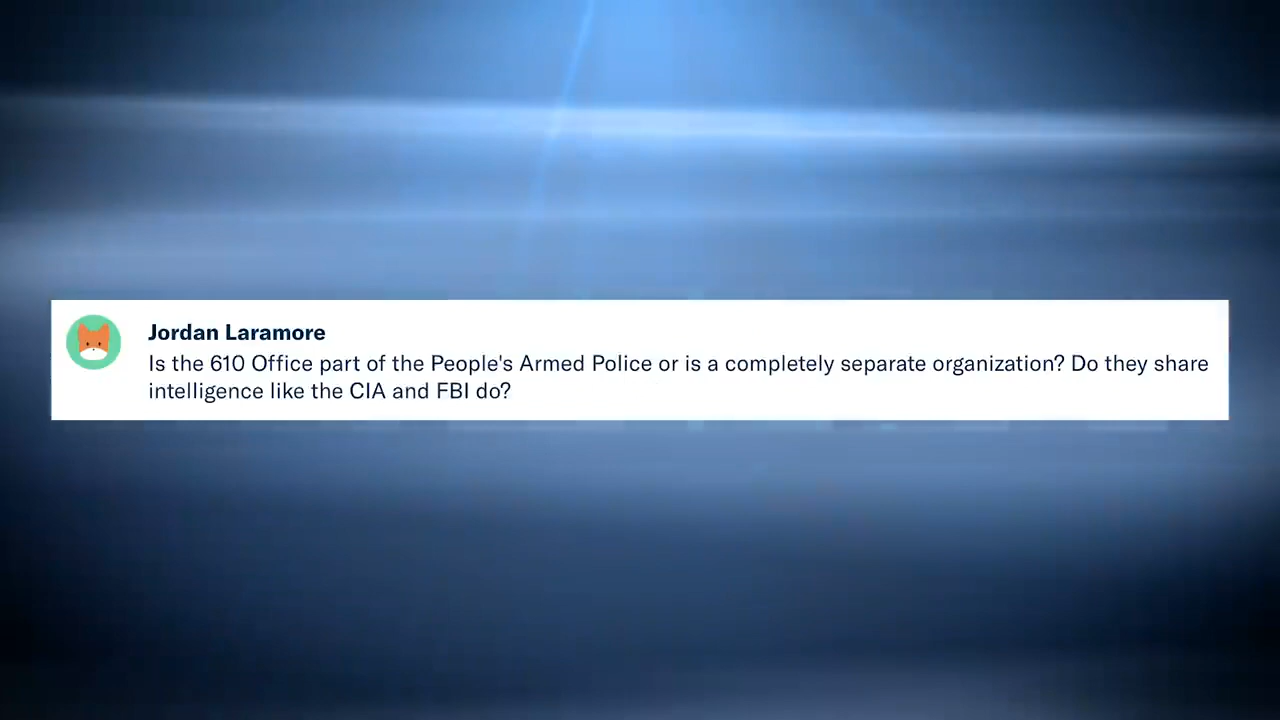 Jordan Laramore
Is the 610 Office part of the People's Armed Police or is a completely separate organization? Do they share
intelligence like the CIA and FBI do?